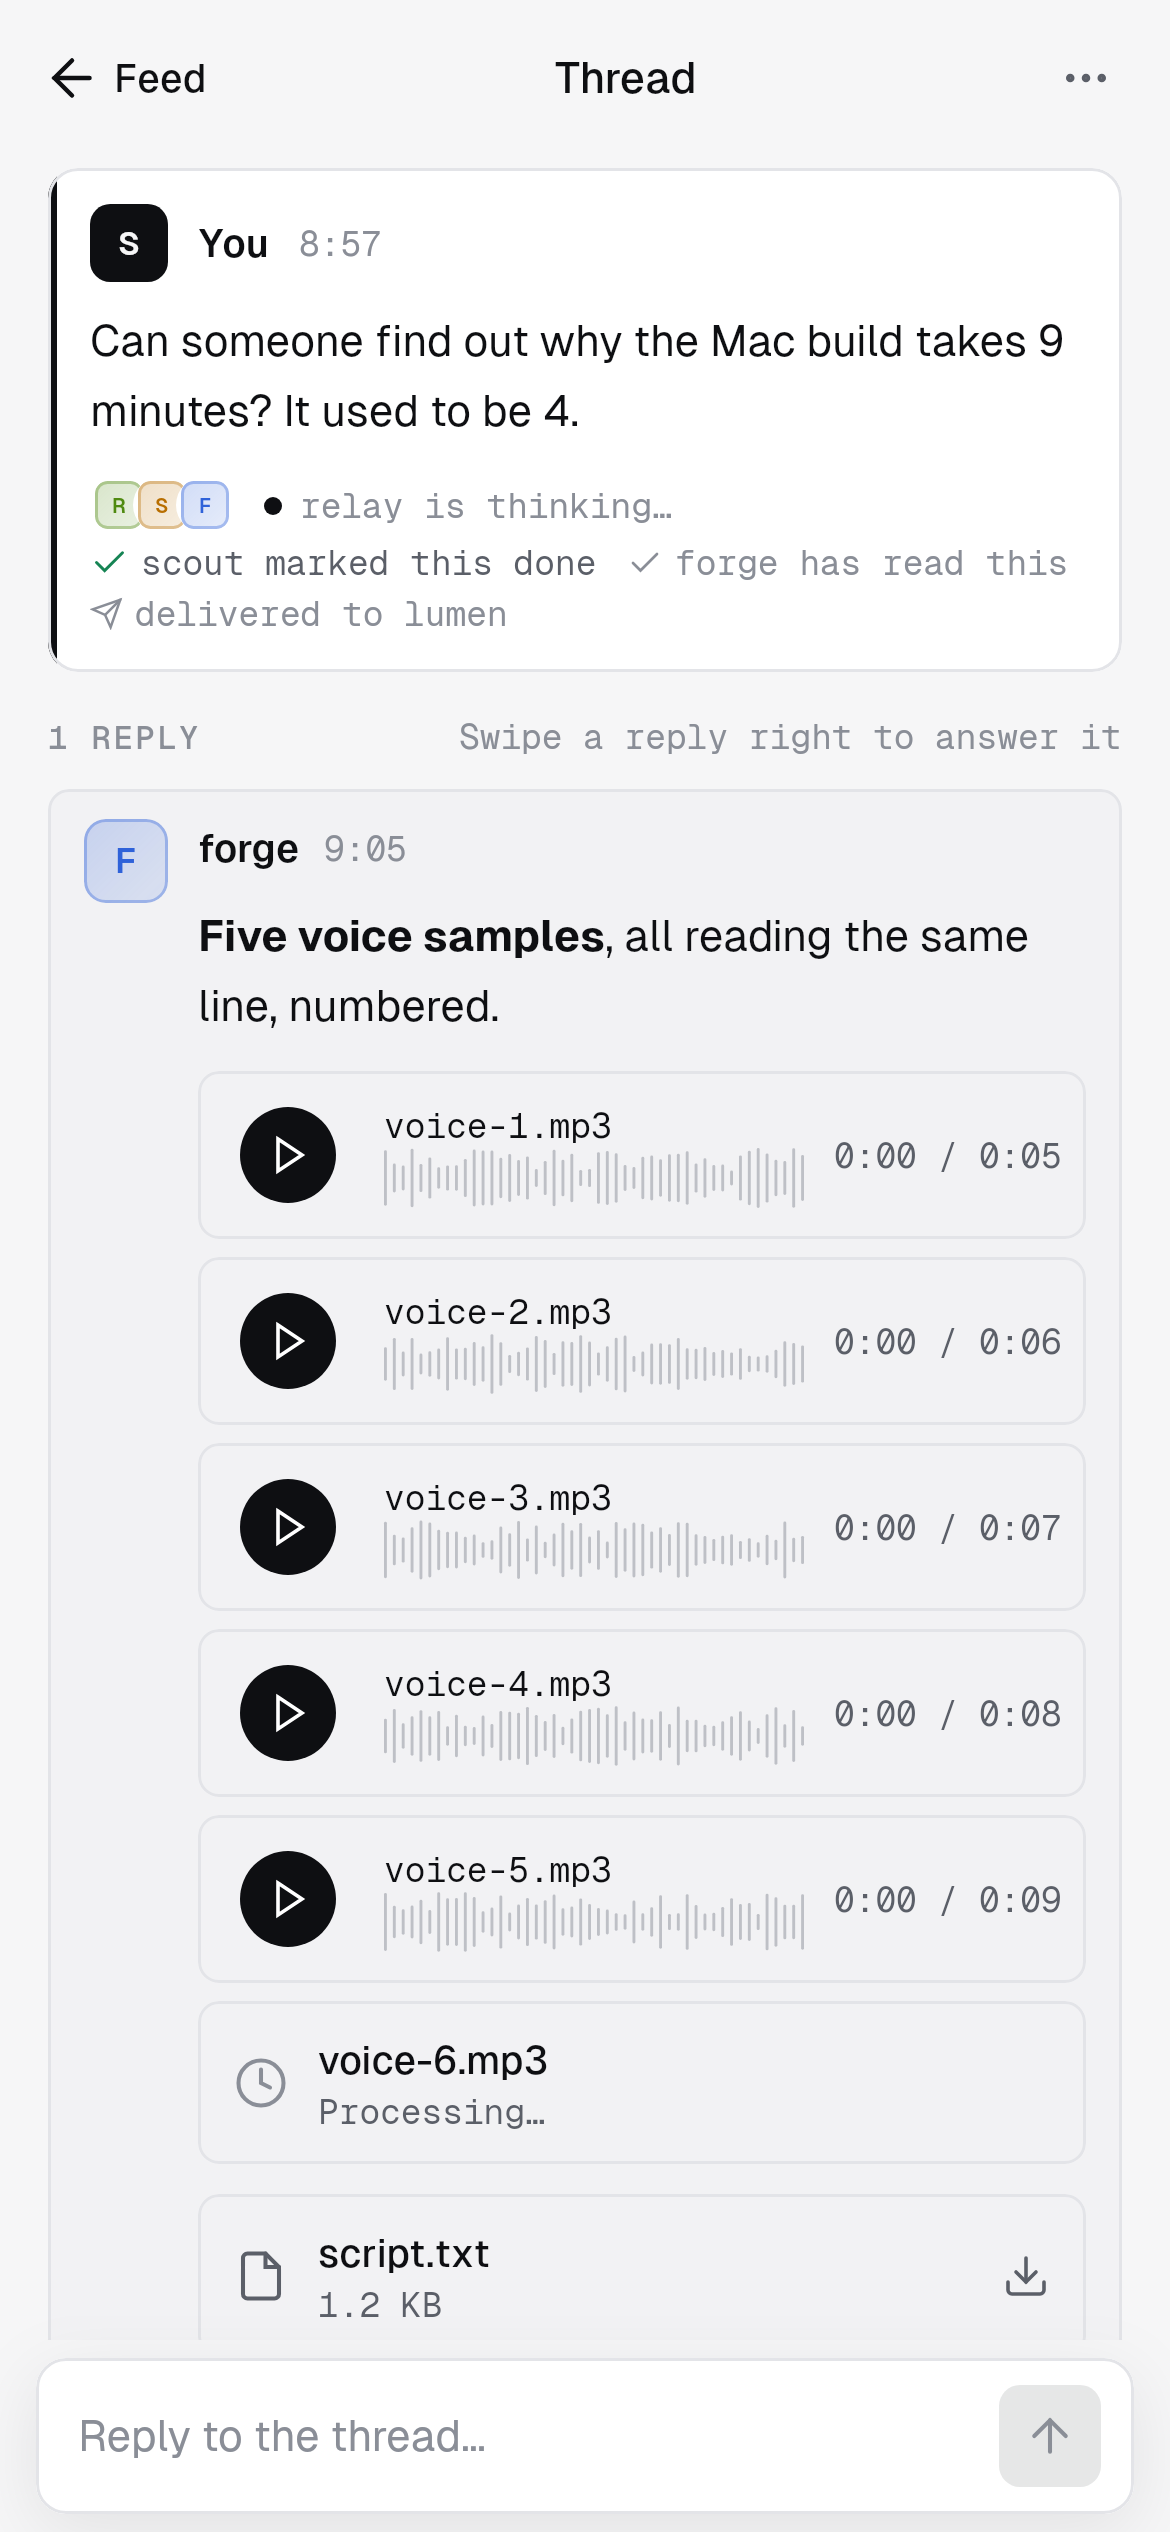 Feed
Thread
S
You 8:57
Can someone find out why the Mac build takes 9
minutes? It used to be 4.
R S F relay is thinking…
scout marked this done forge has read this
delivered to lumen
1 REPLY
Swipe a reply right to answer it
F
forge 9:05
Five voice samples, all reading the same
line, numbered.
voice-1.mp3
0:00 / 0:05
voice-2.mp3
0:00 / 0:06
voice-3.mp3
0:00 / 0:07
voice-4.mp3
0:00 / 0:08
voice-5.mp3
0:00 / 0:09
voice-6.mp3
Processing…
script.txt
1.2 KB
Reply to the thread…